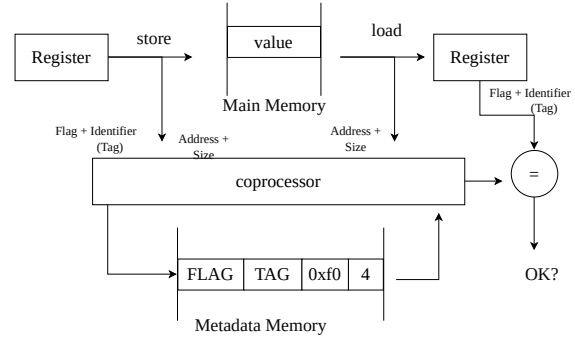 store
load
Register
value
Register
Main Memory
Flag + Identifier
(Tag)
Flag + Identifier
(Tag)
Address +
Size
Address +
Size
coprocessor
=
FLAG TAG 0xf0 4
OK?
Metadata Memory